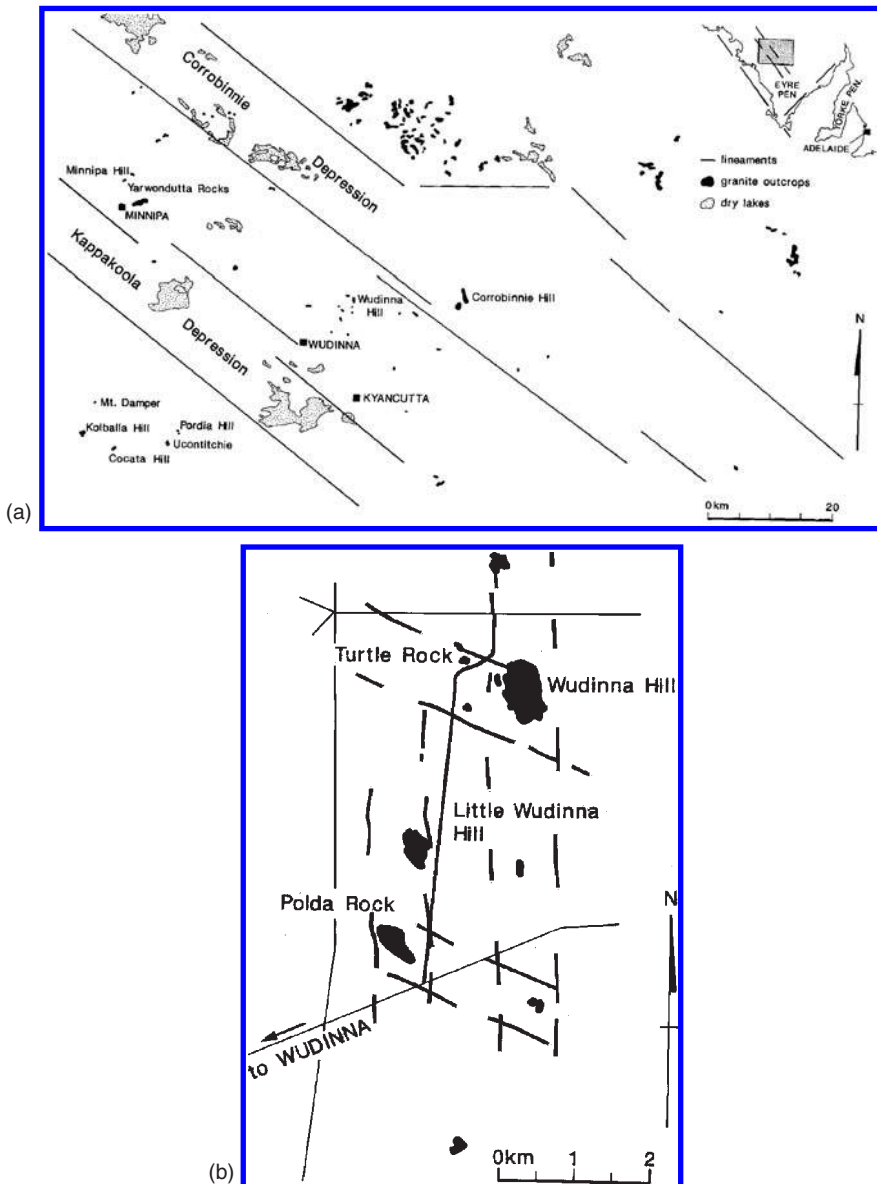 Corrobinnie
Depression
EYRE
PEN.
YORKE PEN.
ADELAIDE
lineaments
granite outcrops
dry lakes
Minnipa Hill
Yarwondutta Rocks
MINNIPA
Kappakoola
Depression
Wudinna
Hill
Corrobinnie Hill
WUDINNA
N
KYANCUTTA
Mt. Damper
Kolballa Hill
Pordia Hill
Ucontitchie
Cocata Hill
0km 20
(a)
Turtle Rock
Wudinna Hill
Little Wudinna
Hill
Polda Rock
N
to WUDINNA
0km 1 2
(b)